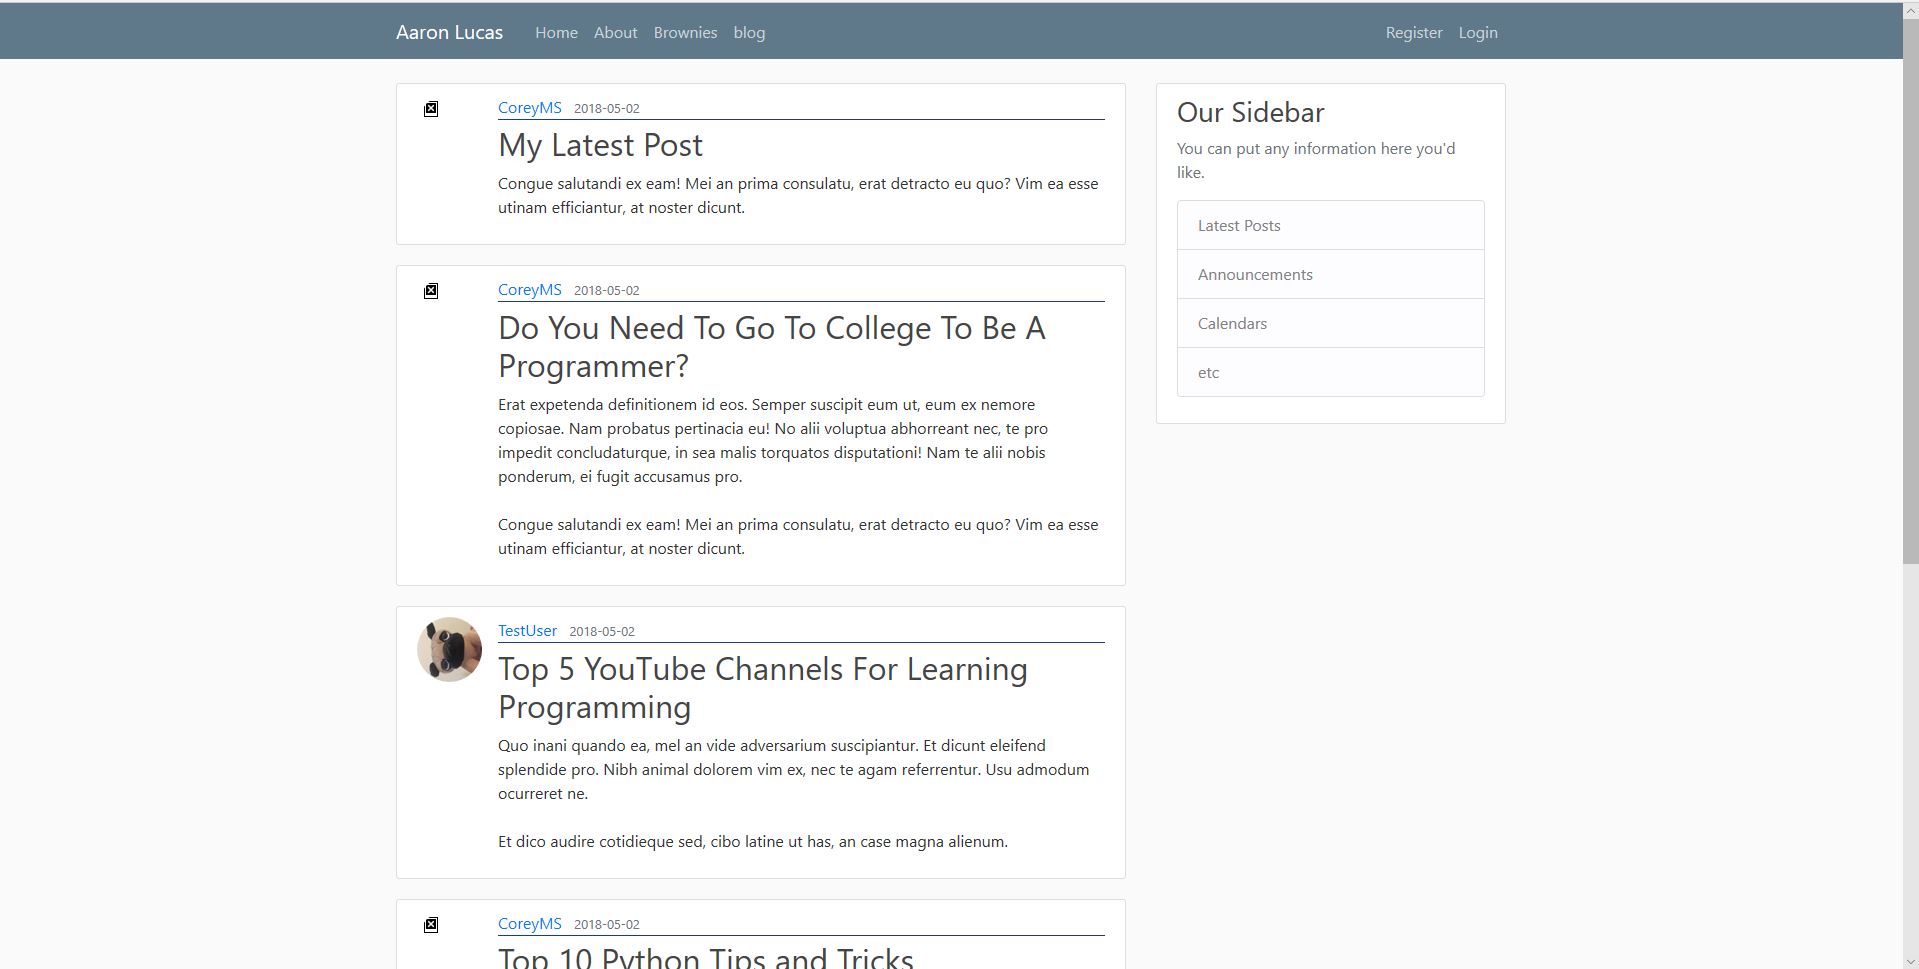 Aaron Lucas Home About Brownies blog Register Login
CoreyMS 2018-05-02
My Latest Post
Congue salutandi ex eam! Mei an prima consulatu, erat detracto eu quo? Vim ea esse
utinam efficiantur, at noster dicunt.
CoreyMS 2018-05-02
Do You Need To Go To College To Be A
Programmer?
Erat expetenda definitionem id eos. Semper suscipit eum ut, eum ex nemore
copiosae. Nam probatus pertinacia eu! No alii voluptua abhorreant nec, te pro
impedit concludaturque, in sea malis torquatos disputationi! Nam te alii nobis
ponderum, ei fugit accusamus pro.
Congue salutandi ex eam! Mei an prima consulatu, erat detracto eu quo? Vim ea esse
utinam efficiantur, at noster dicunt.
TestUser 2018-05-02
Top 5 YouTube Channels For Learning
Programming
Quo inani quando ea, mel an vide adversarium suscipiantur. Et dicunt eleifend
splendide pro. Nibh animal dolorem vim ex, nec te agam referrentur. Usu admodum
ocurreret ne.
Et dico audire cotidieque sed, cibo latine ut has, an case magna alienum.
CoreyMS 2018-05-02
Top 10 Python Tips and Tricks
Our Sidebar
You can put any information here you'd
like.
Latest Posts
Announcements
Calendars
etc